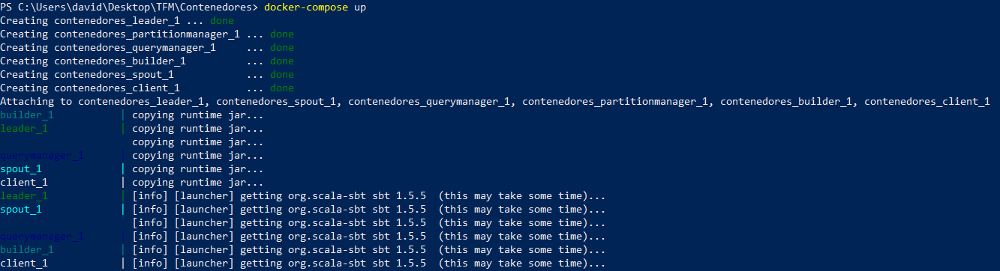 PS C:\Users\david\Desktop\TFM\Contenedores> docker-compose up
Creating contenedores_leader_1 ... done
Creating contenedores_partitionmanager_1 ... done
Creating contenedores_querymanager_1     ... done
Creating contenedores_builder_1          ... done
Creating contenedores_spout_1            ... done
Creating contenedores_client_1           ... done
Attaching to contenedores_leader_1, contenedores_spout_1, contenedores_querymanager_1, contenedores_partitionmanager_1, contenedores_builder_1, contenedores_client_1
builder_1           | copying runtime jar...
leader_1            | copying runtime jar...
                      copying runtime jar...
querymanager_1      | copying runtime jar...
spout_1             | copying runtime jar...
client_1            | copying runtime jar...
leader_1            | [info] [launcher] getting org.scala-sbt sbt 1.5.5  (this may take some time)...
spout_1             | [info] [launcher] getting org.scala-sbt sbt 1.5.5  (this may take some time)...
                      [info] [launcher] getting org.scala-sbt sbt 1.5.5  (this may take some time)...
querymanager_1      | [info] [launcher] getting org.scala-sbt sbt 1.5.5  (this may take some time)...
builder_1           | [info] [launcher] getting org.scala-sbt sbt 1.5.5  (this may take some time)...
client_1            | [info] [launcher] getting org.scala-sbt sbt 1.5.5  (this may take some time)...